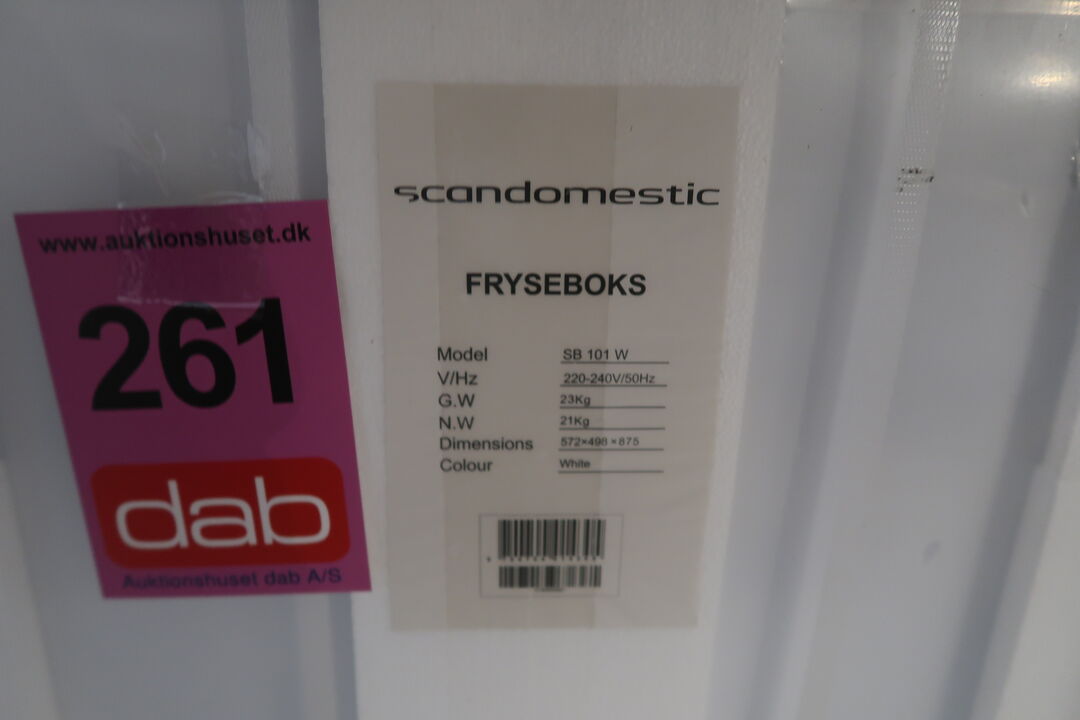 www.auktionshuset.dk
261
dab
Auktionshuset dab A/S
scandomestic
FRYSEBOKS
Model SB 101 W
V/Hz 220-240V/50Hz
G.W 23Kg
N.W 21Kg
Dimensions 572×498×875
Colour White